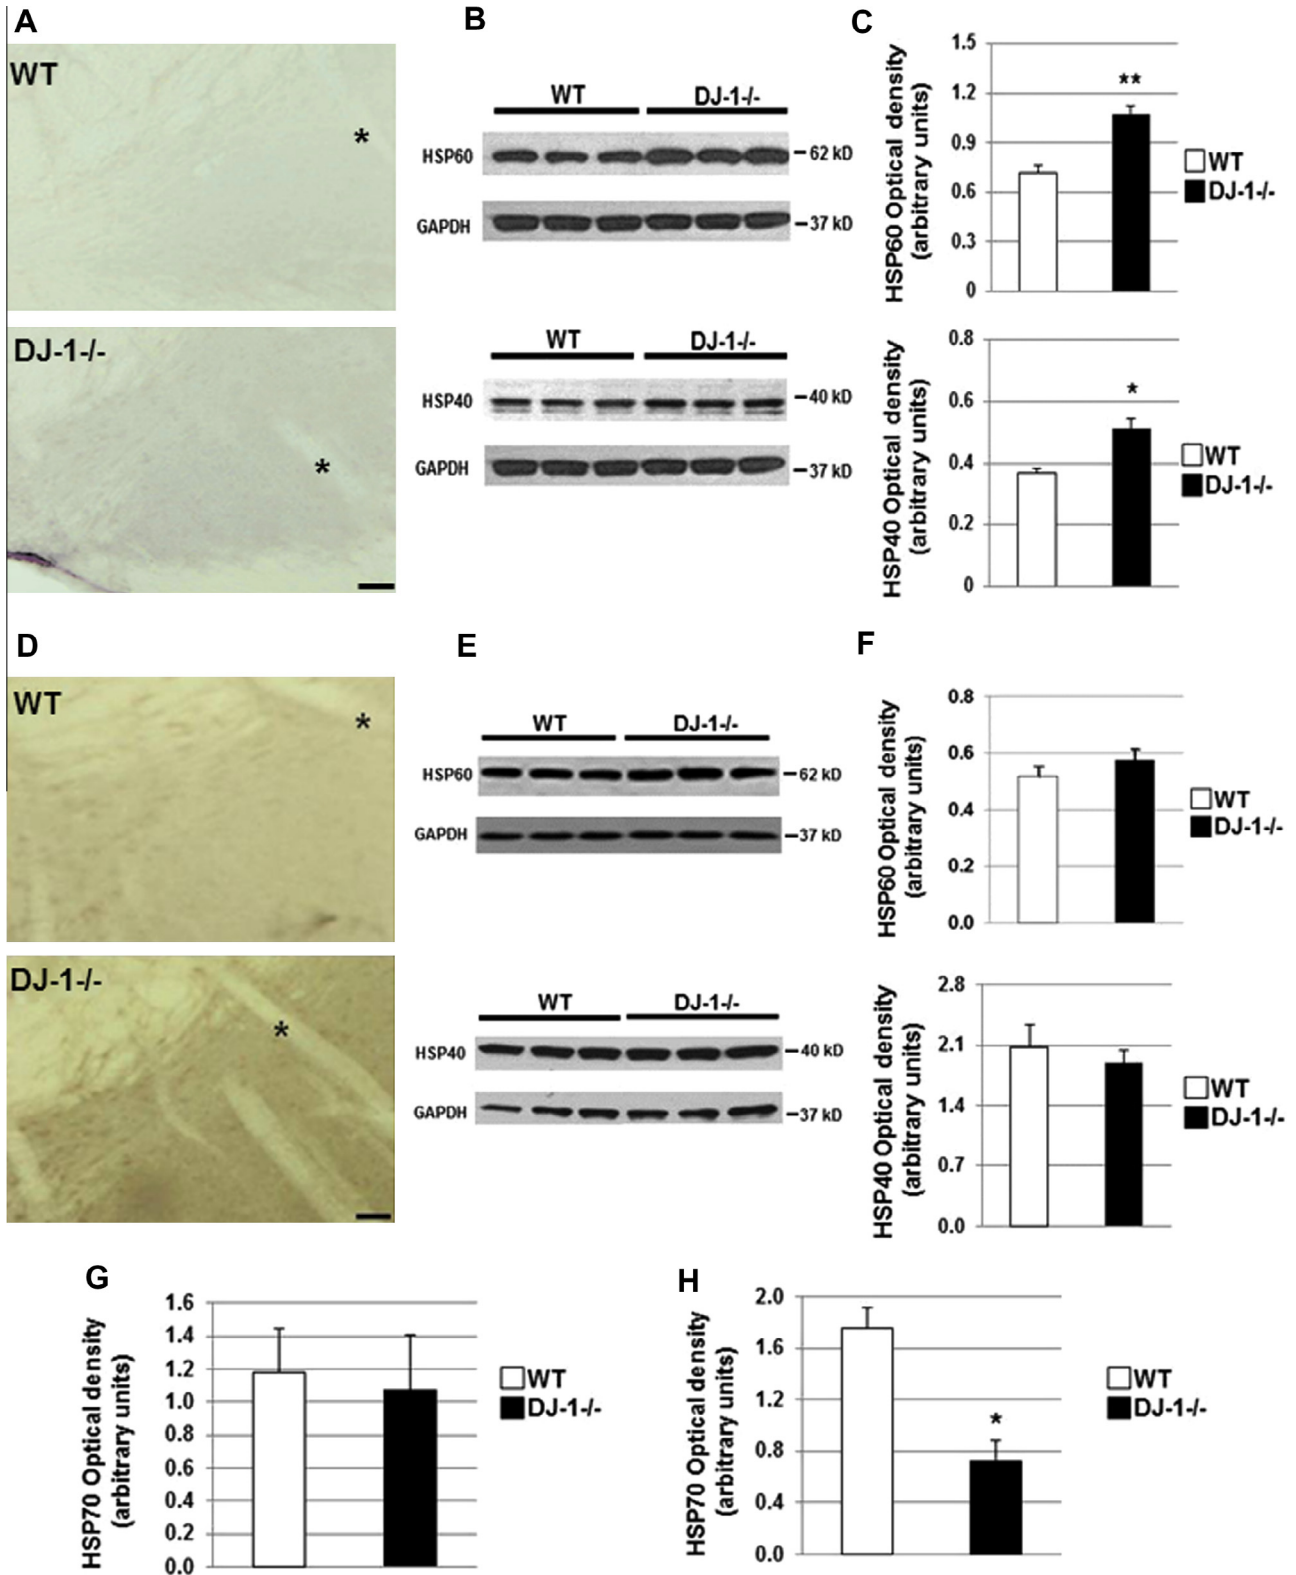 A
WT
*
DJ-1-/-
*
B
WT DJ-1-/-
HSP60 62 kD
GAPDH 37 kD
WT DJ-1-/-
HSP40 40 kD
GAPDH 37 kD
C
HSP60 Optical density
(arbitrary units)
1.5
1.2
0.9
0.6
0.3
0
**
WT
DJ-1-/-
HSP40 Optical density
(arbitrary units)
0.8
0.6
0.4
0.2
0
*
WT
DJ-1-/-
D
WT
*
DJ-1-/-
*
E
WT DJ-1-/-
HSP60 62 kD
GAPDH 37 kD
WT DJ-1-/-
HSP40 40 kD
GAPDH 37 kD
F
HSP60 Optical density
(arbitrary units)
0.8
0.6
0.4
0.2
0.0
WT
DJ-1-/-
HSP40 Optical density
(arbitrary units)
2.8
2.1
1.4
0.7
0.0
WT
DJ-1-/-
G
HSP70 Optical density
(arbitrary units)
1.6
1.4
1.2
1.0
0.8
0.6
0.4
0.2
0.0
WT
DJ-1-/-
H
HSP70 Optical density
(arbitrary units)
2.0
1.6
1.2
0.8
0.4
0.0
*
WT
DJ-1-/-